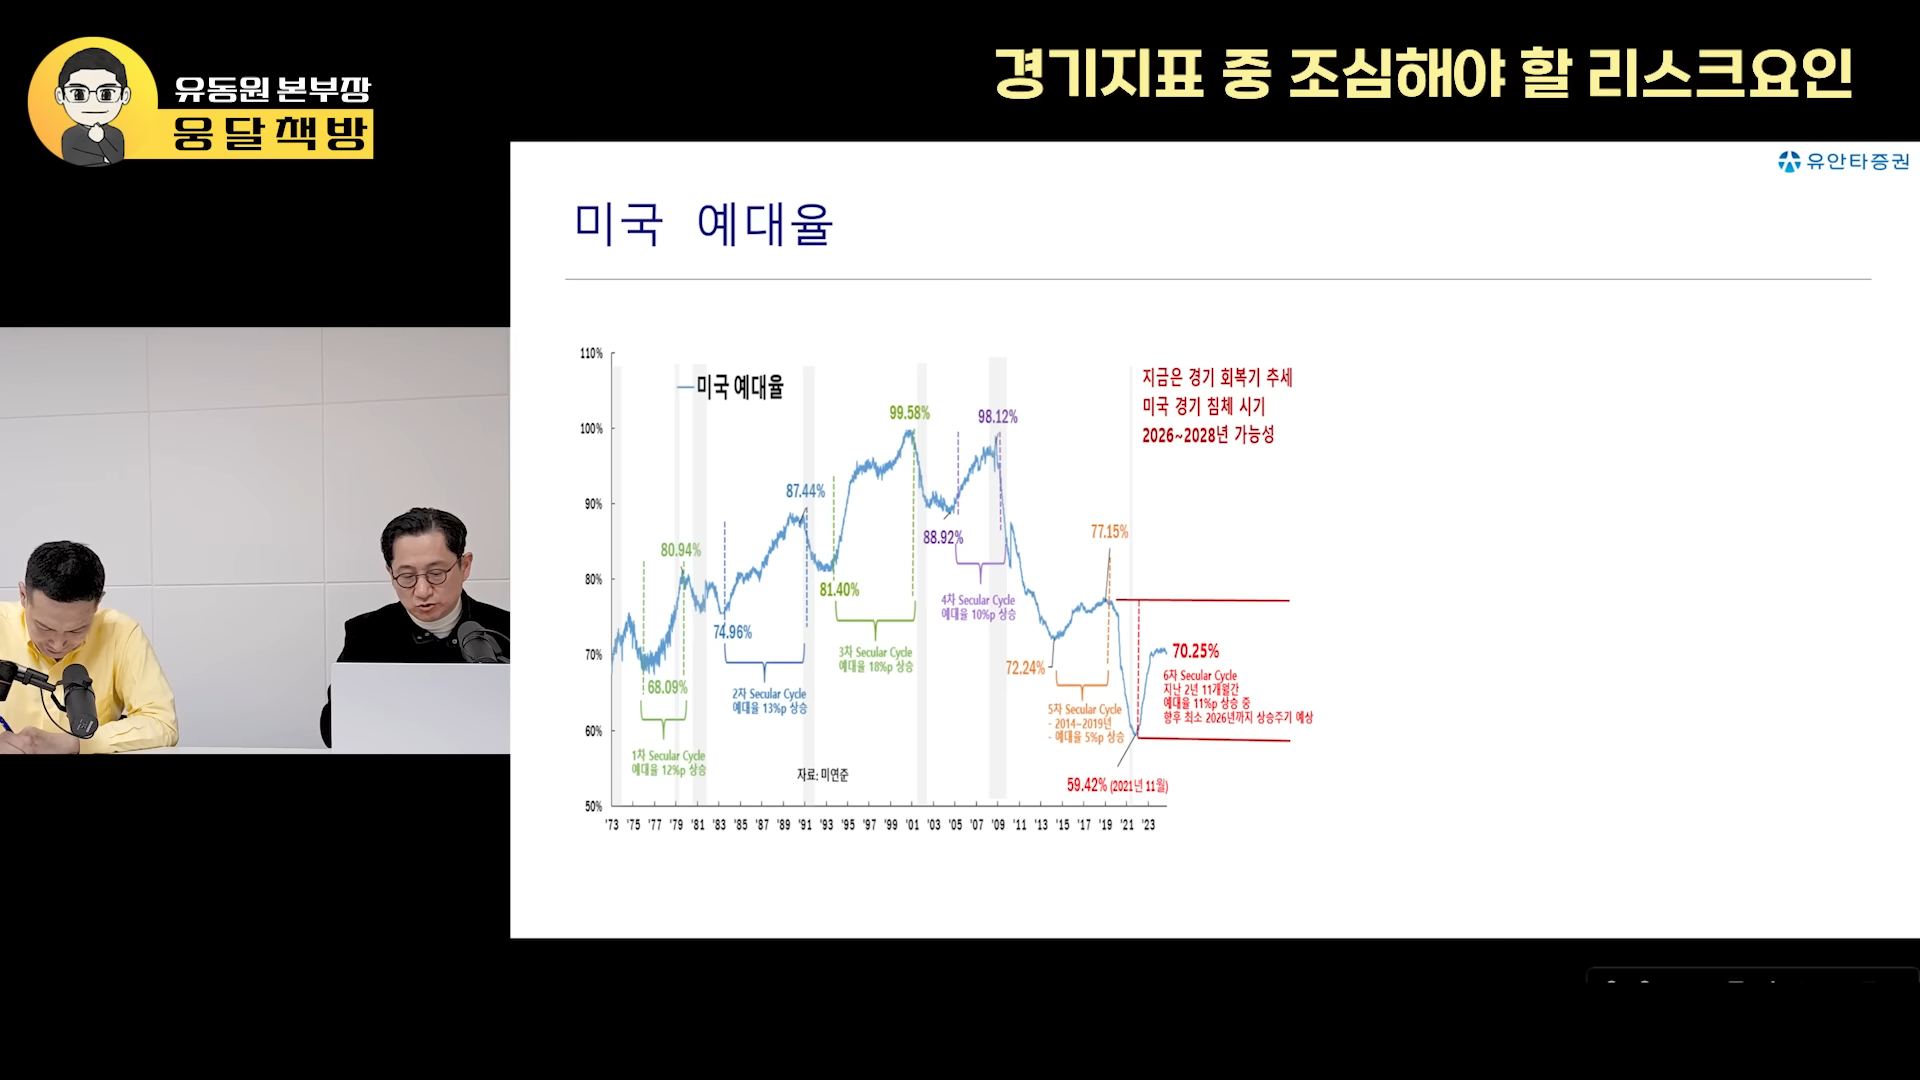 유동원 본부장
웅달책방
경기지표 중 조심해야 할 리스크요인
유안타증권
미국 예대율
110%
100%
90%
80%
70%
60%
50%
미국 예대율
지금은 경기 회복기 추세
미국 경기 침체 시기
2026~2028년 가능성
99.58%
98.12%
87.44%
88.92%
77.15%
80.94%
81.40%
74.96%
68.09%
72.24%
70.25%
1차 Secular Cycle
예대율 12%p 상승
2차 Secular Cycle
예대율 13%p 상승
3차 Secular Cycle
예대율 18%p 상승
4차 Secular Cycle
예대율 10%p 상승
5차 Secular Cycle
- 2014~2019년
- 예대율 5%p 상승
6차 Secular Cycle
지난 2년 11개월간
예대율 11%p 상승 중
향후 최소 2026년까지 상승주기 예상
자료: 미연준
59.42% (2021년 11월)
'73 '75 '77 '79 '81 '83 '85 '87 '89 '91 '93 '95 '97 '99 '01 '03 '05 '07 '09 '11 '13 '15 '17 '19 '21 '23